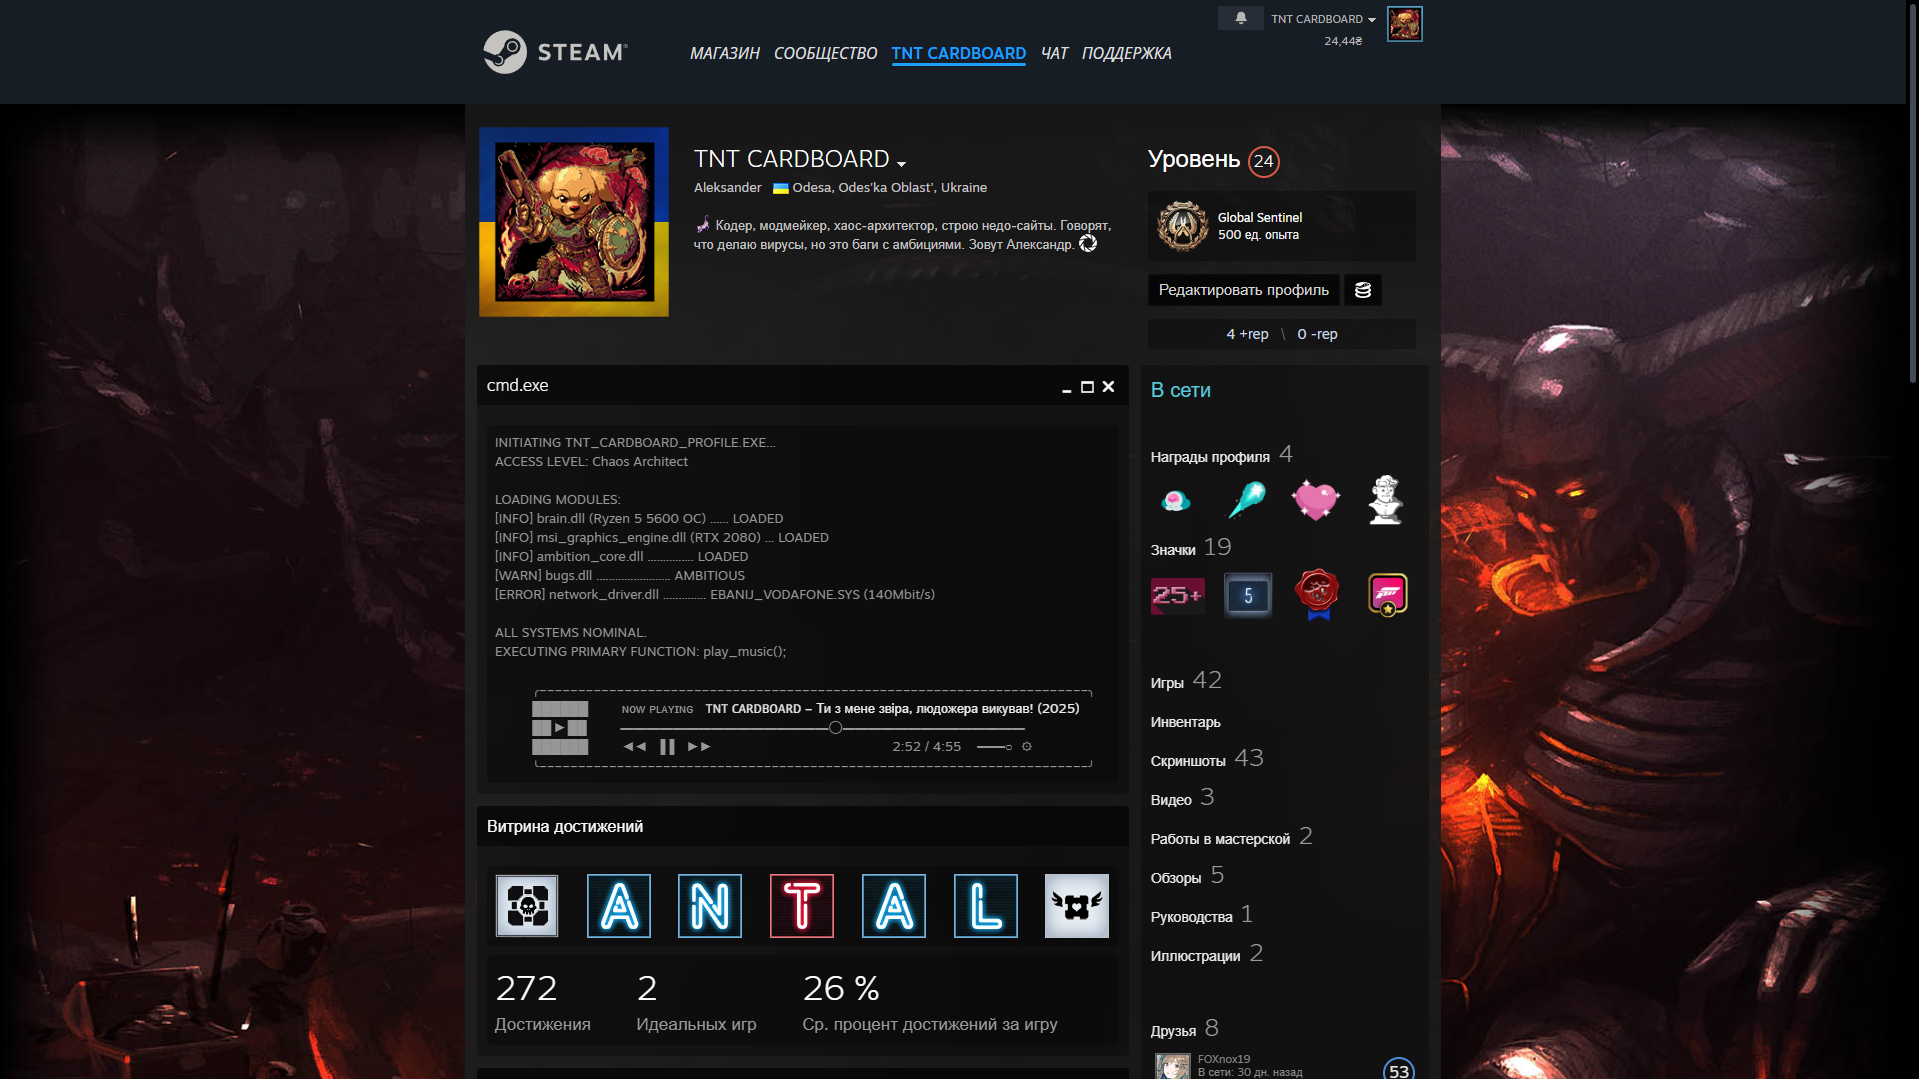 STEAM®
МАГАЗИН СООБЩЕСТВО TNT CARDBOARD ЧАТ ПОДДЕРЖКА
TNT CARDBOARD
24,44₴
TNT CARDBOARD
Aleksander Odesa, Odes'ka Oblast', Ukraine
Кодер, модмейкер, хаос-архитектор, строю недо-сайты. Говорят,
что делаю вирусы, но это баги с амбициями. Зовут Александр.
Уровень 24
Global Sentinel
500 ед. опыта
Редактировать профиль
4 +rep \ 0 -rep
cmd.exe
INITIATING TNT_CARDBOARD_PROFILE.EXE...
ACCESS LEVEL: Chaos Architect
LOADING MODULES:
[INFO] brain.dll (Ryzen 5 5600 OC) ...... LOADED
[INFO] msi_graphics_engine.dll (RTX 2080) ... LOADED
[INFO] ambition_core.dll ............... LOADED
[WARN] bugs.dll ........................ AMBITIOUS
[ERROR] network_driver.dll .............. EBANIJ_VODAFONE.SYS (140Mbit/s)
ALL SYSTEMS NOMINAL.
EXECUTING PRIMARY FUNCTION: play_music();
NOW PLAYING TNT CARDBOARD – Ти з мене звіра, людожера викував! (2025)
2:52 / 4:55
Витрина достижений
A N T A L
272
Достижения
2
Идеальных игр
26 %
Ср. процент достижений за игру
В сети
Награды профиля 4
Значки 19
25+
5
Игры 42
Инвентарь
Скриншоты 43
Видео 3
Работы в мастерской 2
Обзоры 5
Руководства 1
Иллюстрации 2
Друзья 8
FOXnox19
В сети: 30 дн. назад
53